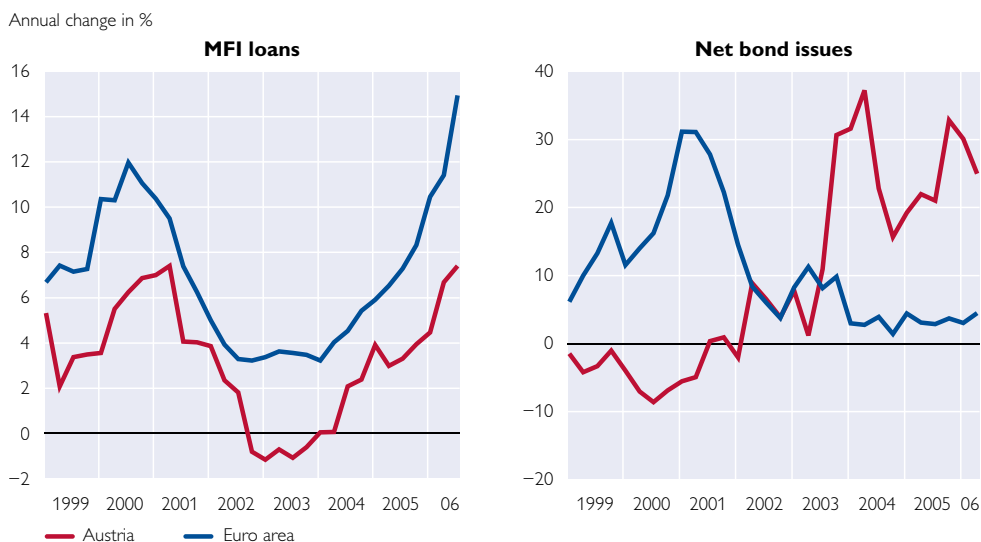 Annual change in %
MFI loans
16
14
12
10
8
6
4
2
0
−2
1999 2000 2001 2002 2003 2004 2005 06
Net bond issues
40
30
20
10
0
−10
−20
1999 2000 2001 2002 2003 2004 2005 06
Austria Euro area